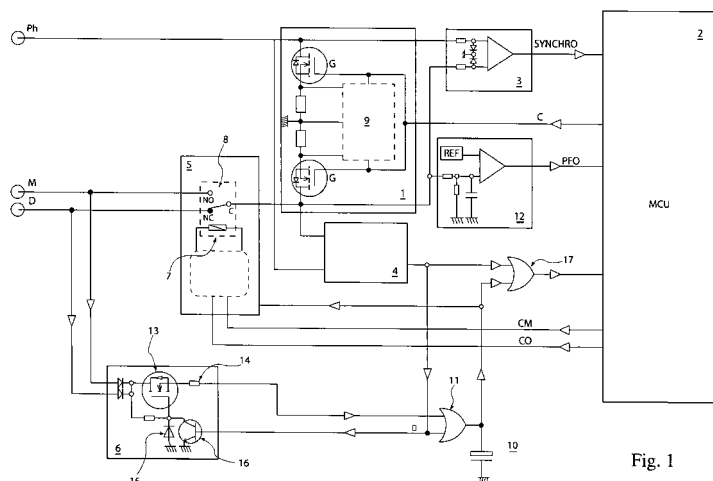 Ph
M
D
5
8
NO
C
NC
7
G
9
G
1
4
SYNCHRO
3
C
REF
PFO
12
2
MCU
17
CM
CO
13
14
11
6
16
10
Fig. 1